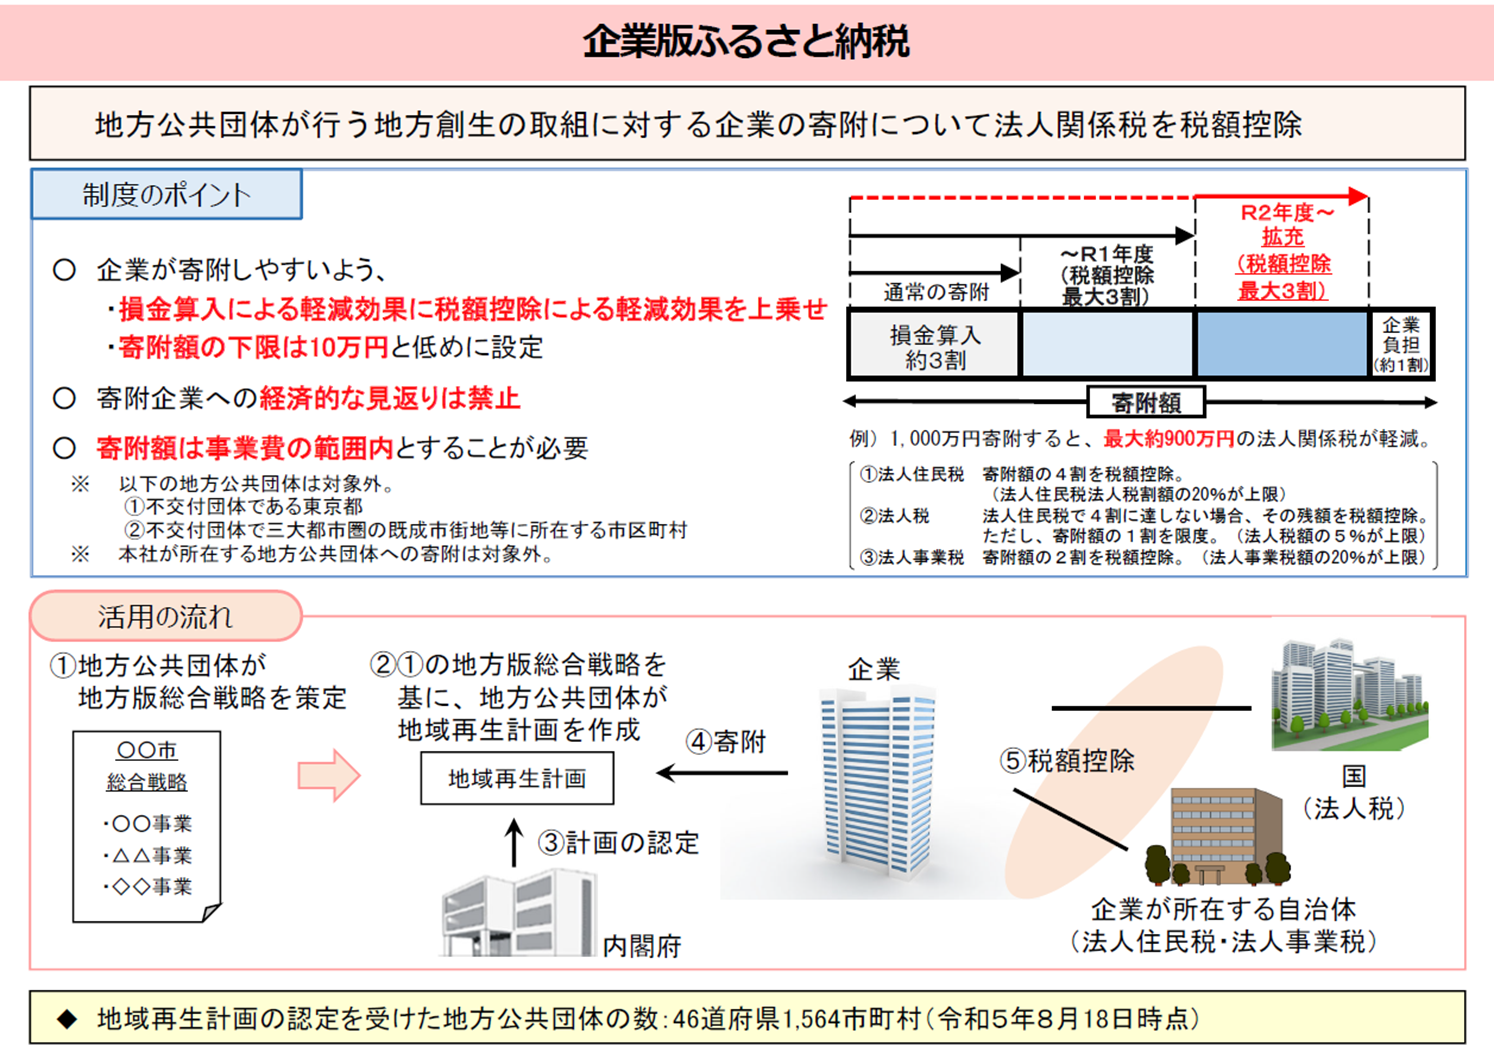 企業版ふるさと納税
地方公共団体が行う地方創生の取組に対する企業の寄附について法人関係税を税額控除
制度のポイント
○ 企業が寄附しやすいよう、
・損金算入による軽減効果に税額控除による軽減効果を上乗せ
・寄附額の下限は10万円と低めに設定
○ 寄附企業への経済的な見返りは禁止
○ 寄附額は事業費の範囲内とすることが必要
※ 以下の地方公共団体は対象外。
①不交付団体である東京都
②不交付団体で三大都市圏の既成市街地等に所在する市区町村
※ 本社が所在する地方公共団体への寄附は対象外。
R2年度～
拡充
(税額控除
最大3割)
～R1年度
(税額控除
最大3割)
通常の寄附
損金算入
約3割
企業
負担
(約1割)
寄附額
例）1,000万円寄附すると、最大約900万円の法人関係税が軽減。
①法人住民税 寄附額の４割を税額控除。
（法人住民税法人税割額の20%が上限）
②法人税 法人住民税で４割に達しない場合、その残額を税額控除。
ただし、寄附額の１割を限度。（法人税額の５％が上限）
③法人事業税 寄附額の２割を税額控除。（法人事業税額の20%が上限）
活用の流れ
①地方公共団体が
地方版総合戦略を策定
○○市
総合戦略
・○○事業
・△△事業
・◇◇事業
②①の地方版総合戦略を
基に、地方公共団体が
地域再生計画を作成
地域再生計画
③計画の認定
内閣府
④寄附
企業
⑤税額控除
国
（法人税）
企業が所在する自治体
（法人住民税・法人事業税）
◆ 地域再生計画の認定を受けた地方公共団体の数：46道府県1,564市町村（令和５年８月18日時点）